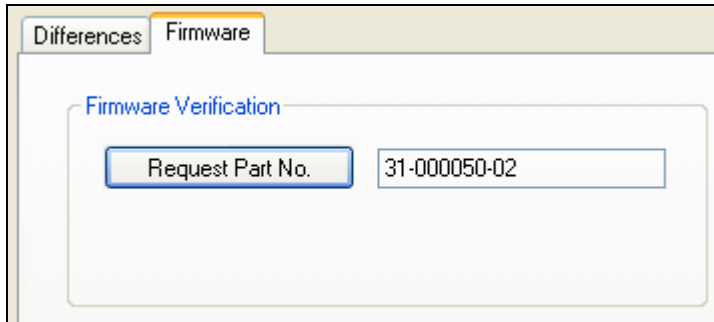 Differences Firmware
Firmware Verification
Request Part No. 31-000050-02